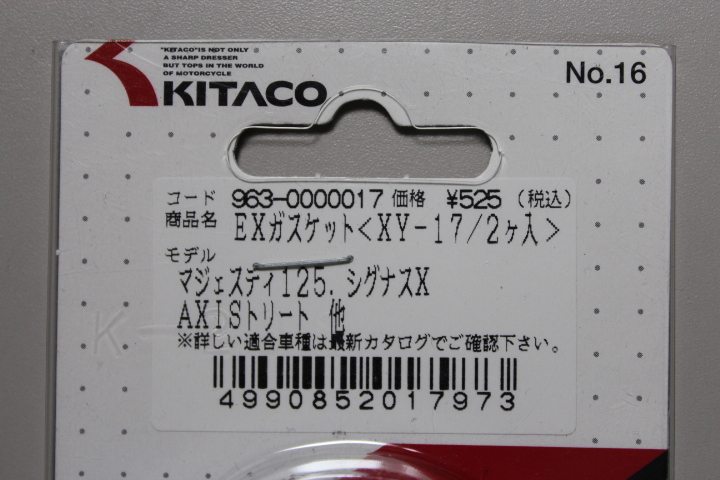 "KITACO"IS NOT ONLY
A SHARP DRESSER
BUT TOPS IN THE WORLD
OF MOTORCYCLE
KITACO
No.16
コード 963-0000017 価格 ¥525 (税込)
商品名 EXガスケット<XY-17/2ヶ入>
モデル
マジェスティ125. シグナスX
AXISトリート 他
※詳しい適合車種は最新カタログでご確認下さい。
4990852017973